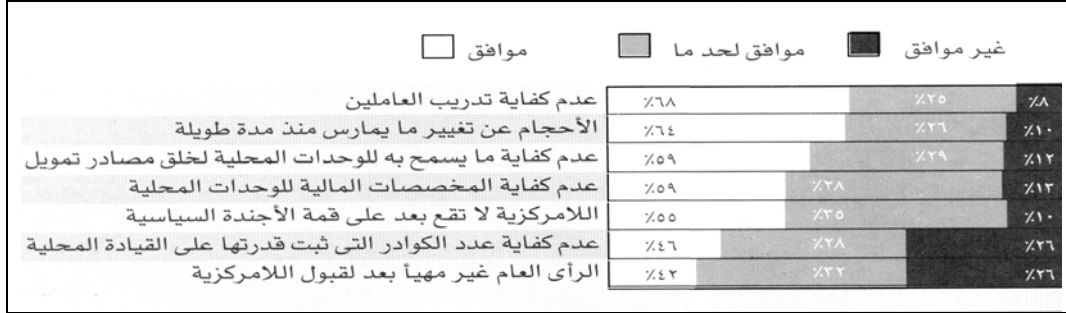 غير موافق موافق لحد ما موافق
عدم كفاية تدريب العاملين ٪٦٨ ٪٢٥ ٪٨
الأحجام عن تغيير ما يمارس منذ مدة طويلة ٪٦٤ ٪٢٦ ٪١٠
عدم كفاية ما يسمح به للوحدات المحلية لخلق مصادر تمويل ٪٥٩ ٪٢٩ ٪١٢
عدم كفاية المخصصات المالية للوحدات المحلية ٪٥٩ ٪٢٨ ٪١٣
اللامركزية لا تقع بعد على قمة الأجندة السياسية ٪٥٥ ٪٣٥ ٪١٠
عدم كفاية عدد الكوادر التى ثبت قدرتها على القيادة المحلية ٪٤٦ ٪٢٨ ٪٢٦
الرأى العام غير مهيأ بعد لقبول اللامركزية ٪٤٢ ٪٣٢ ٪٢٦